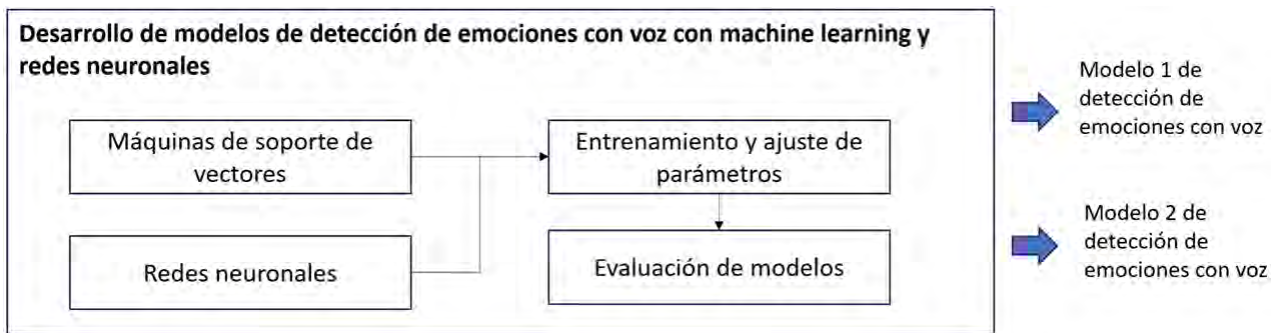 Desarrollo de modelos de detección de emociones con voz con machine learning y
redes neuronales
Máquinas de soporte de
vectores
Entrenamiento y ajuste de
parámetros
Redes neuronales
Evaluación de modelos
Modelo 1 de
detección de
emociones con voz
Modelo 2 de
detección de
emociones con voz